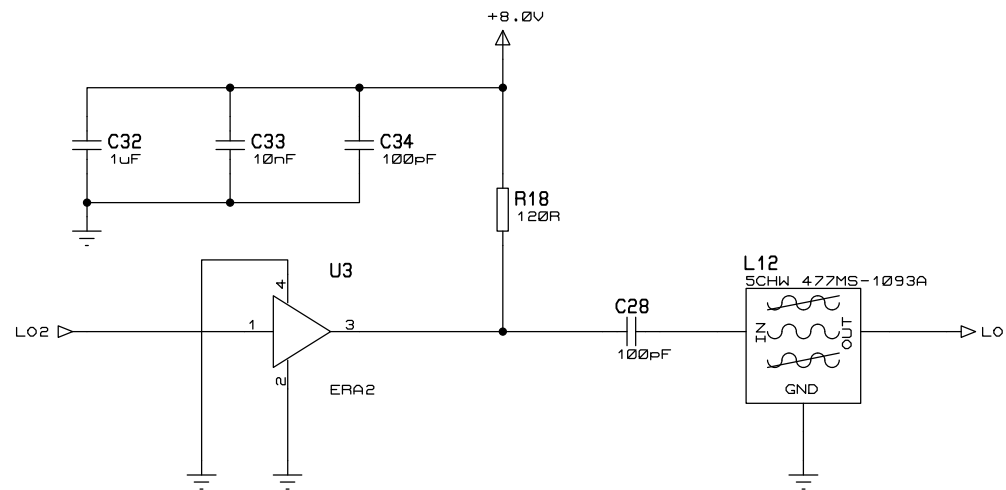 +8.0V
C32
1uF
C33
10nF
C34
100pF
R18
120R
U3
4
1
3
2
ERA2
LO2
C28
100pF
L12
5CHW 477MS-1093A
IN
OUT
GND
LO